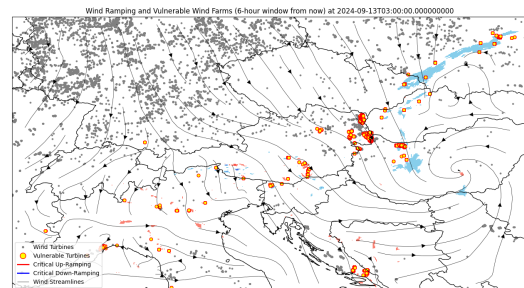 Wind Ramping and Vulnerable Wind Farms (6-hour window from now) at 2024-09-13T03:00:00.000000000
Wind Turbines
Vulnerable Turbines
Critical Up-Ramping
Critical Down-Ramping
Wind Streamlines